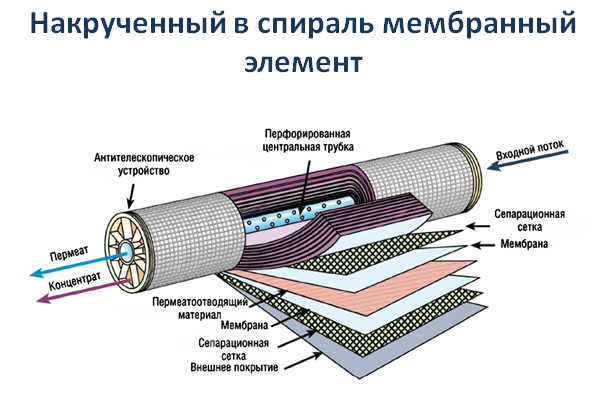 Накрученный в спираль мембранный
элемент
Перфорированная
центральная трубка
Антителескопическое
устройство
Входной поток
Сепарационная
сетка
Мембрана
Пермеат
Концентрат
Пермеатоотводящий
материал
Мембрана
Сепарационная
сетка
Внешнее покрытие